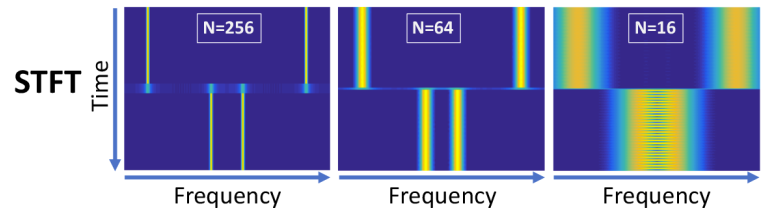 N=256
N=64
N=16
STFT
Time
Frequency
Frequency
Frequency